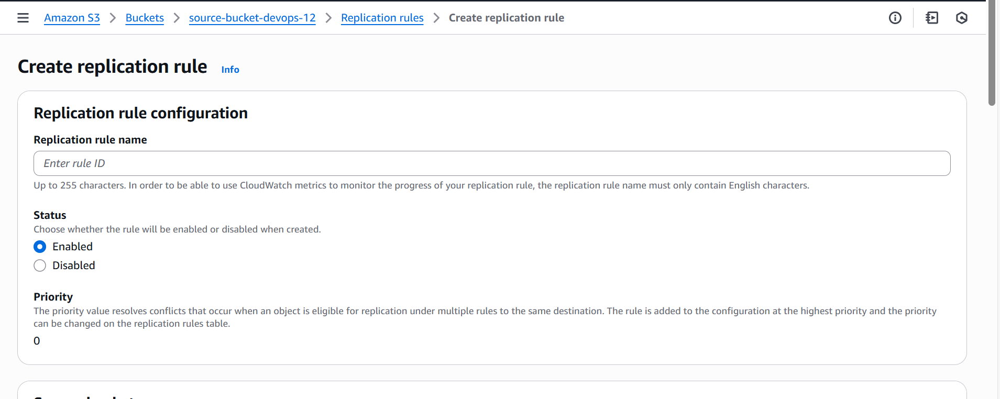 Amazon S3 > Buckets > source-bucket-devops-12 > Replication rules > Create replication rule
Create replication rule Info
Replication rule configuration
Replication rule name
Enter rule ID
Up to 255 characters. In order to be able to use CloudWatch metrics to monitor the progress of your replication rule, the replication rule name must only contain English characters.
Status
Choose whether the rule will be enabled or disabled when created.
Enabled
Disabled
Priority
The priority value resolves conflicts that occur when an object is eligible for replication under multiple rules to the same destination. The rule is added to the configuration at the highest priority and the priority
can be changed on the replication rules table.
0